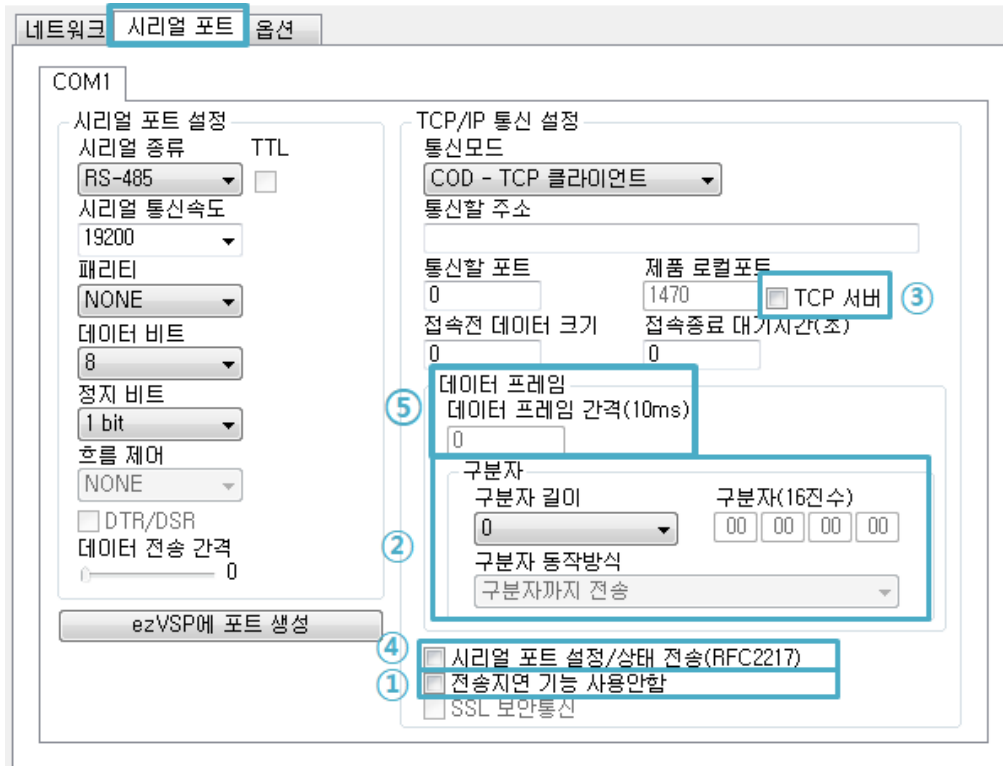 네트워크 시리얼 포트 옵션
COM1
시리얼 포트 설정
시리얼 종류 TTL
RS-485
시리얼 통신속도
19200
패리티
NONE
데이터 비트
8
정지 비트
1 bit
흐름 제어
NONE
DTR/DSR
데이터 전송 간격
0
ezVSP에 포트 생성
TCP/IP 통신 설정
통신모드
COD - TCP 클라이언트
통신할 주소
통신할 포트 제품 로컬포트
0 1470 TCP 서버 ③
접속전 데이터 크기 접속종료 대기시간(초)
0 0
데이터 프레임
⑤ 데이터 프레임 간격(10ms)
0
구분자
구분자 길이 구분자(16진수)
0 00 00 00 00
② 구분자 동작방식
구분자까지 전송
④ 시리얼 포트 설정/상태 전송(RFC2217)
① 전송지연 기능 사용안함
SSL 보안통신